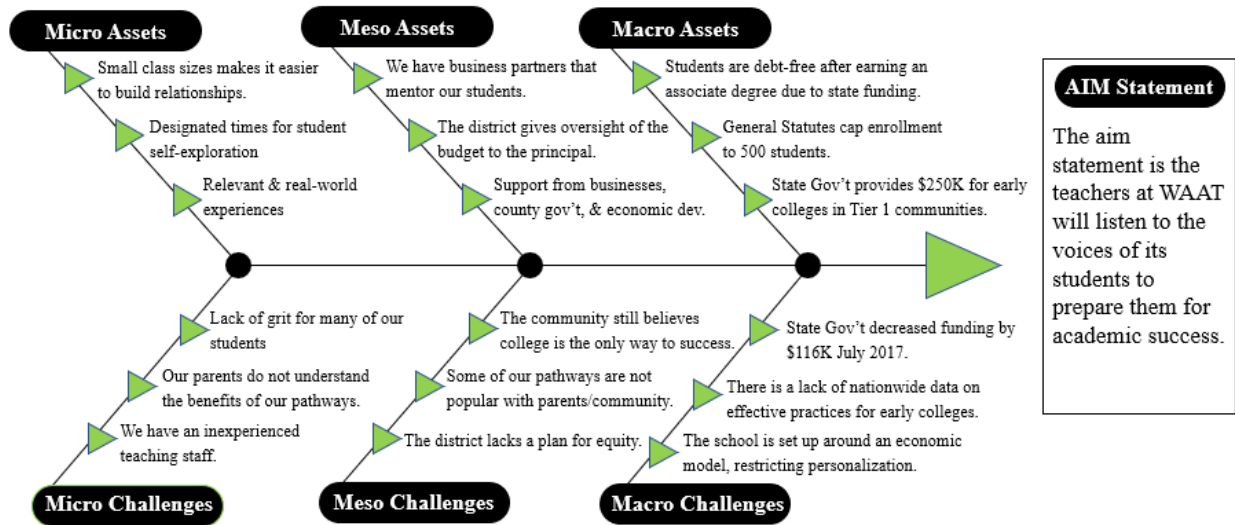 Micro Assets
Small class sizes makes it easier
to build relationships.
Designated times for student
self-exploration
Relevant & real-world
experiences
Meso Assets
We have business partners that
mentor our students.
The district gives oversight of the
budget to the principal.
Support from businesses,
county gov't, & economic dev.
Macro Assets
Students are debt-free after earning an
associate degree due to state funding.
General Statutes cap enrollment
to 500 students.
State Gov't provides $250K for early
colleges in Tier 1 communities.
AIM Statement
The aim
statement is the
teachers at WAAT
will listen to the
voices of its
students to
prepare them for
academic success.
Lack of grit for many of our
students
Our parents do not understand
the benefits of our pathways.
We have an inexperienced
teaching staff.
Micro Challenges
The community still believes
college is the only way to success.
Some of our pathways are not
popular with parents/community.
The district lacks a plan for equity.
Meso Challenges
State Gov't decreased funding by
$116K July 2017.
There is a lack of nationwide data on
effective practices for early colleges.
The school is set up around an economic
model, restricting personalization.
Macro Challenges